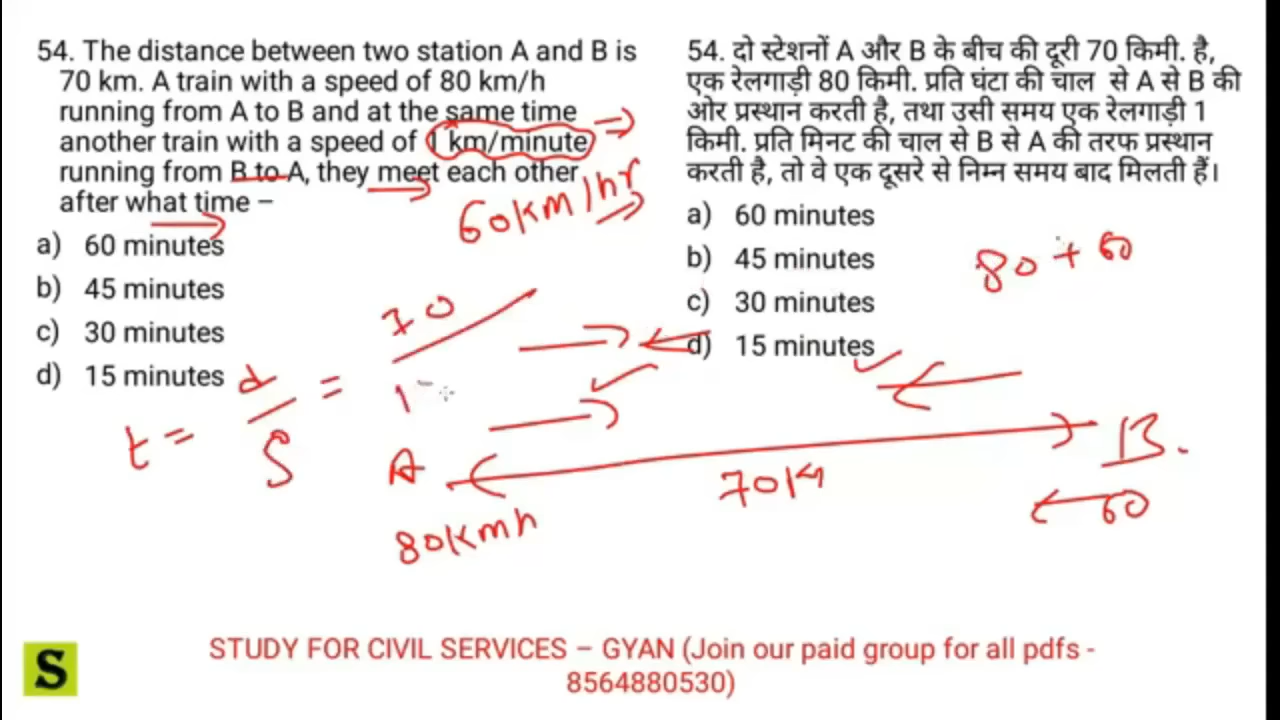 54. The distance between two station A and B is
70 km. A train with a speed of 80 km/h
running from A to B and at the same time
another train with a speed of 1 km/minute
running from B to A, they meet each other
after what time –
a) 60 minutes
b) 45 minutes
c) 30 minutes
d) 15 minutes
54. दो स्टेशनों A और B के बीच की दूरी 70 किमी. है,
एक रेलगाड़ी 80 किमी. प्रति घंटा की चाल से A से B की
ओर प्रस्थान करती है, तथा उसी समय एक रेलगाड़ी 1
किमी. प्रति मिनट की चाल से B से A की तरफ प्रस्थान
करती है, तो वे एक दूसरे से निम्न समय बाद मिलती हैं।
a) 60 minutes
b) 45 minutes
c) 30 minutes
d) 15 minutes
60KM/hr
80 + 60
t = d/S = 70/1
A
B.
70K
80KMh
60
STUDY FOR CIVIL SERVICES – GYAN (Join our paid group for all pdfs -
8564880530)
S